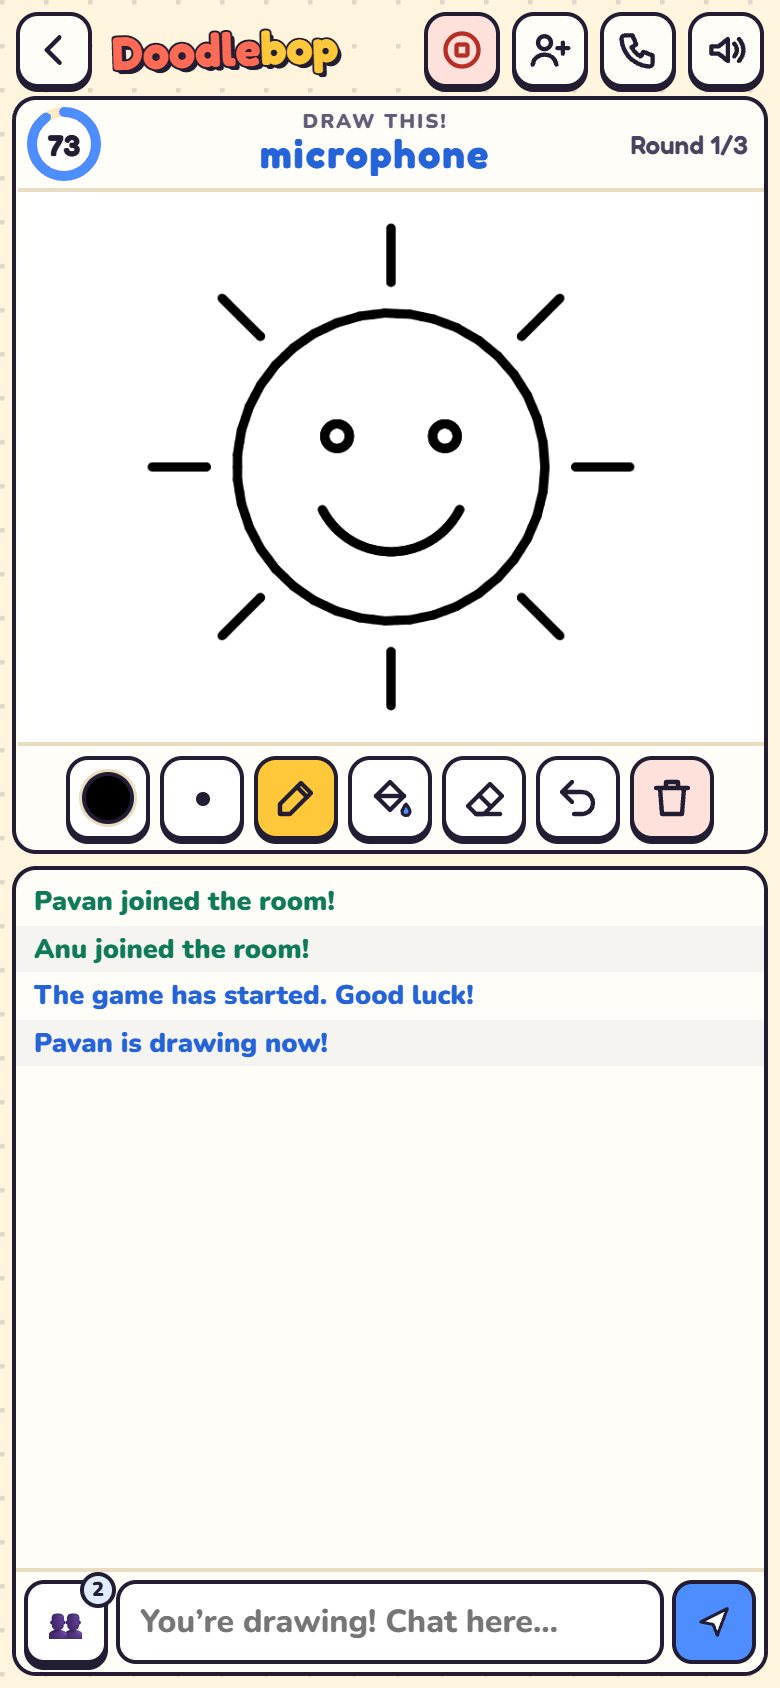 Doodlebop
DRAW THIS!
73
microphone
Round 1/3
Pavan joined the room!
Anu joined the room!
The game has started. Good luck!
Pavan is drawing now!
2
You’re drawing! Chat here...